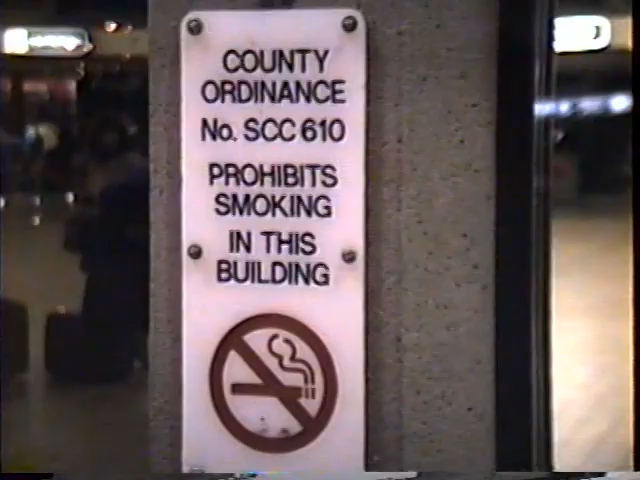 COUNTY
ORDINANCE
No. SCC 610
PROHIBITS
SMOKING
IN THIS
BUILDING